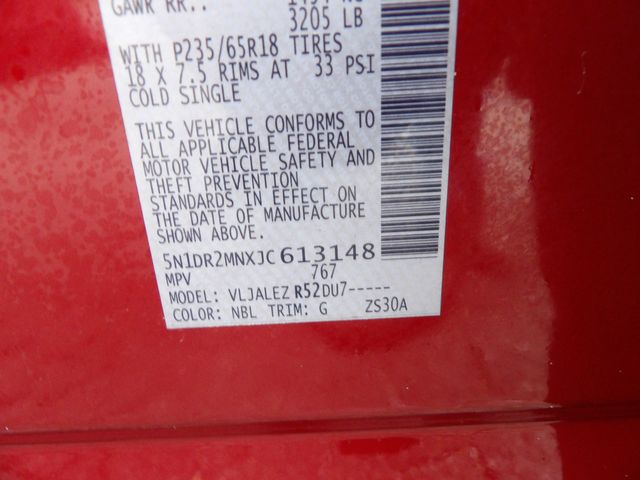 GAWR RR.:
3205 LB
WITH P235/65R18 TIRES
18 X 7.5 RIMS AT 33 PSI
COLD SINGLE
THIS VEHICLE CONFORMS TO
ALL APPLICABLE FEDERAL
MOTOR VEHICLE SAFETY AND
THEFT PREVENTION
STANDARDS IN EFFECT ON
THE DATE OF MANUFACTURE
SHOWN ABOVE.
5N1DR2MNXJC613148
MPV 767
MODEL: VLJALEZ R52DU7-----
COLOR: NBL TRIM: G ZS30A